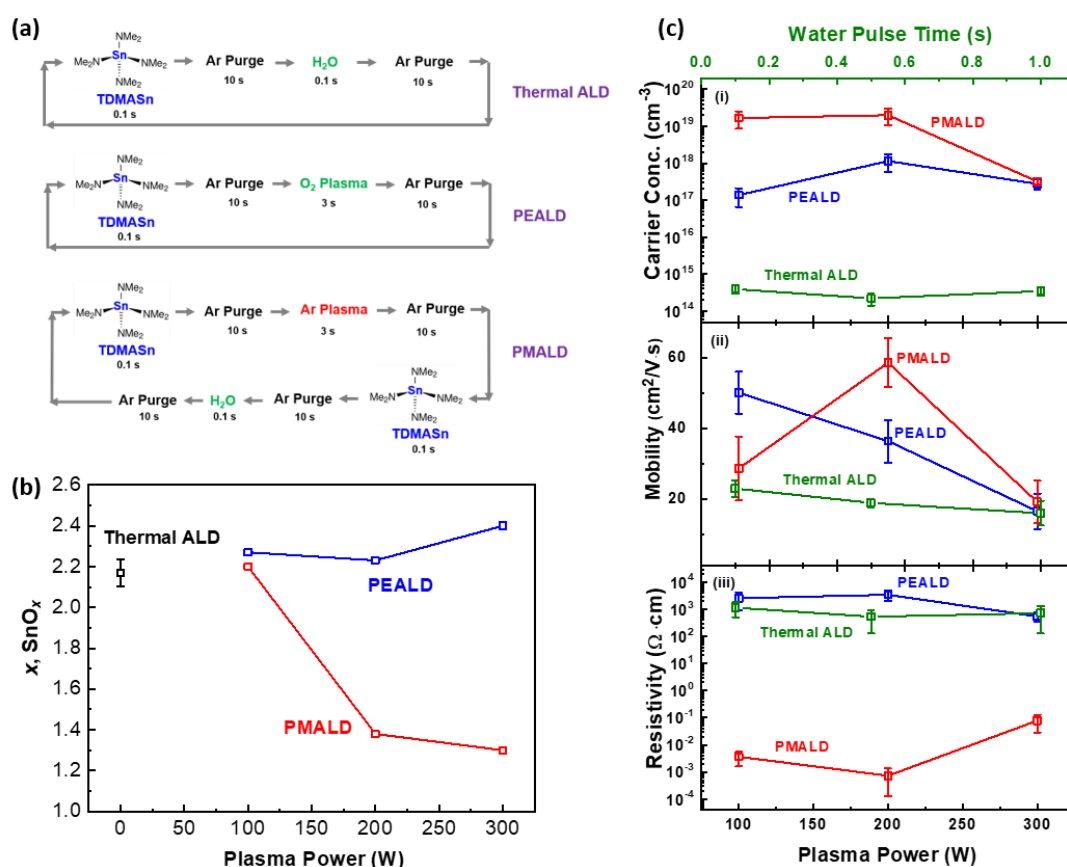 (a)
NMe2
Sn
Me2N NMe2
NMe2
TDMASn
0.1 s
Ar Purge
10 s
H2O
0.1 s
Ar Purge
10 s
Thermal ALD
NMe2
Sn
Me2N NMe2
NMe2
TDMASn
0.1 s
Ar Purge
10 s
O2 Plasma
3 s
Ar Purge
10 s
PEALD
NMe2
Sn
Me2N NMe2
NMe2
TDMASn
0.1 s
Ar Purge
10 s
Ar Plasma
3 s
Ar Purge
10 s
PMALD
Ar Purge
10 s
H2O
0.1 s
Ar Purge
10 s
NMe2
Sn
Me2N NMe2
NMe2
TDMASn
0.1 s
(b)
x, SnOx
2.6
2.4
2.2
2.0
1.8
1.6
1.4
1.2
1.0
Thermal ALD
PEALD
PMALD
0 50 100 150 200 250 300
Plasma Power (W)
(c)
Water Pulse Time (s)
0.0 0.2 0.4 0.6 0.8 1.0
(i)
Carrier Conc. (cm-3)
10^20
10^19
10^18
10^17
10^16
10^15
10^14
PMALD
PEALD
Thermal ALD
(ii)
Mobility (cm2/V·s)
60
40
20
PMALD
PEALD
Thermal ALD
(iii)
Resistivity (Ω·cm)
10^4
10^3
10^2
10^1
10^0
10^-1
10^-2
10^-3
10^-4
PEALD
Thermal ALD
PMALD
100 150 200 250 300
Plasma Power (W)